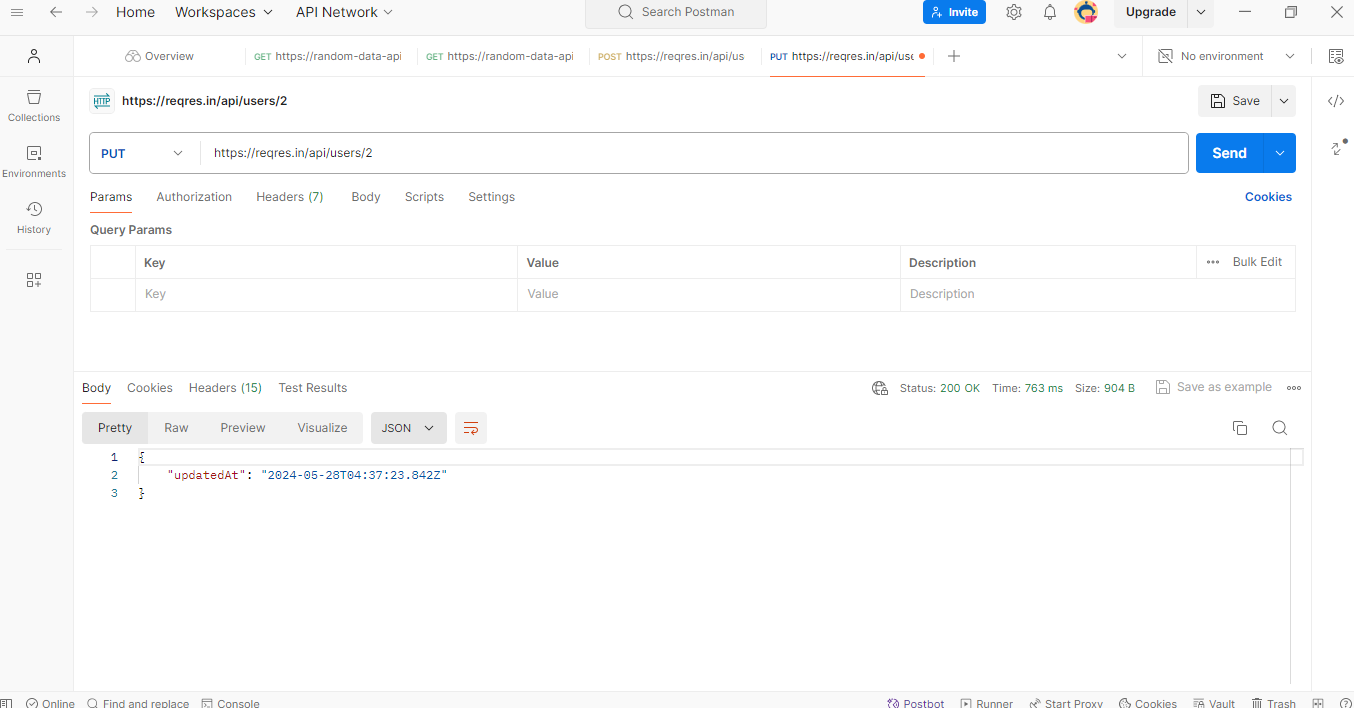 Home Workspaces API Network Search Postman Invite Upgrade
Overview GET https://random-data-api GET https://random-data-api POST https://reqres.in/api/us PUT https://reqres.in/api/use No environment
HTTP https://reqres.in/api/users/2 Save
PUT https://reqres.in/api/users/2 Send
Collections
Environments
History
Params Authorization Headers (7) Body Scripts Settings Cookies
Query Params
Key Value Description Bulk Edit
Key Value Description
Body Cookies Headers (15) Test Results Status: 200 OK Time: 763 ms Size: 904 B Save as example
Pretty Raw Preview Visualize JSON
1 {
2 "updatedAt": "2024-05-28T04:37:23.842Z"
3 }
Online Find and replace Console Postbot Runner Start Proxy Cookies Vault Trash